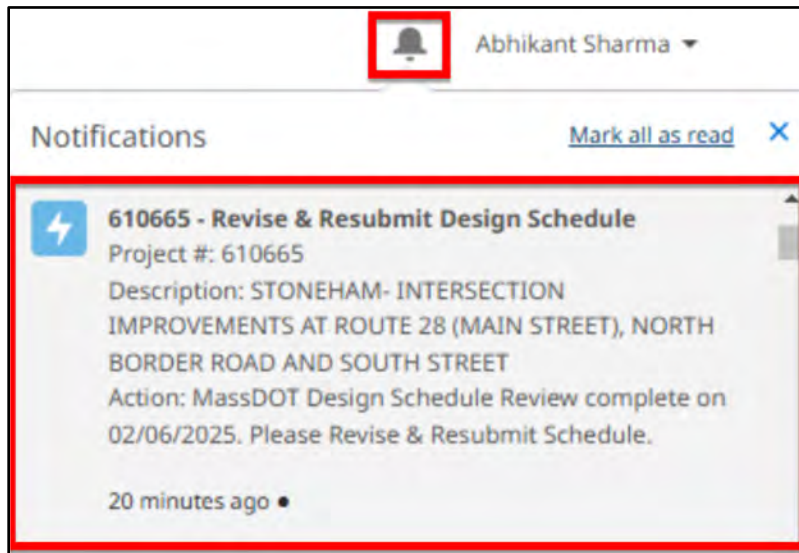 Abhikant Sharma
Notifications
Mark all as read
610665 - Revise & Resubmit Design Schedule
Project #: 610665
Description: STONEHAM- INTERSECTION
IMPROVEMENTS AT ROUTE 28 (MAIN STREET), NORTH
BORDER ROAD AND SOUTH STREET
Action: MassDOT Design Schedule Review complete on
02/06/2025. Please Revise & Resubmit Schedule.
20 minutes ago